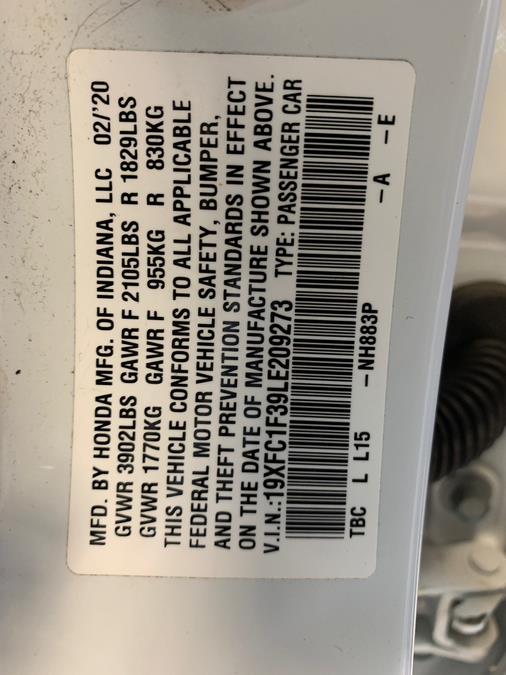 MFD. BY HONDA MFG. OF INDIANA, LLC 02/'20
GVWR 3902LBS GAWR F 2105LBS R 1829LBS
GVWR 1770KG GAWR F 955KG R 830KG
THIS VEHICLE CONFORMS TO ALL APPLICABLE
FEDERAL MOTOR VEHICLE SAFETY, BUMPER,
AND THEFT PREVENTION STANDARDS IN EFFECT
ON THE DATE OF MANUFACTURE SHOWN ABOVE.
V.I.N.:19XFC1F39LE209273 TYPE: PASSENGER CAR
TBC L L15 -NH883P -A -E